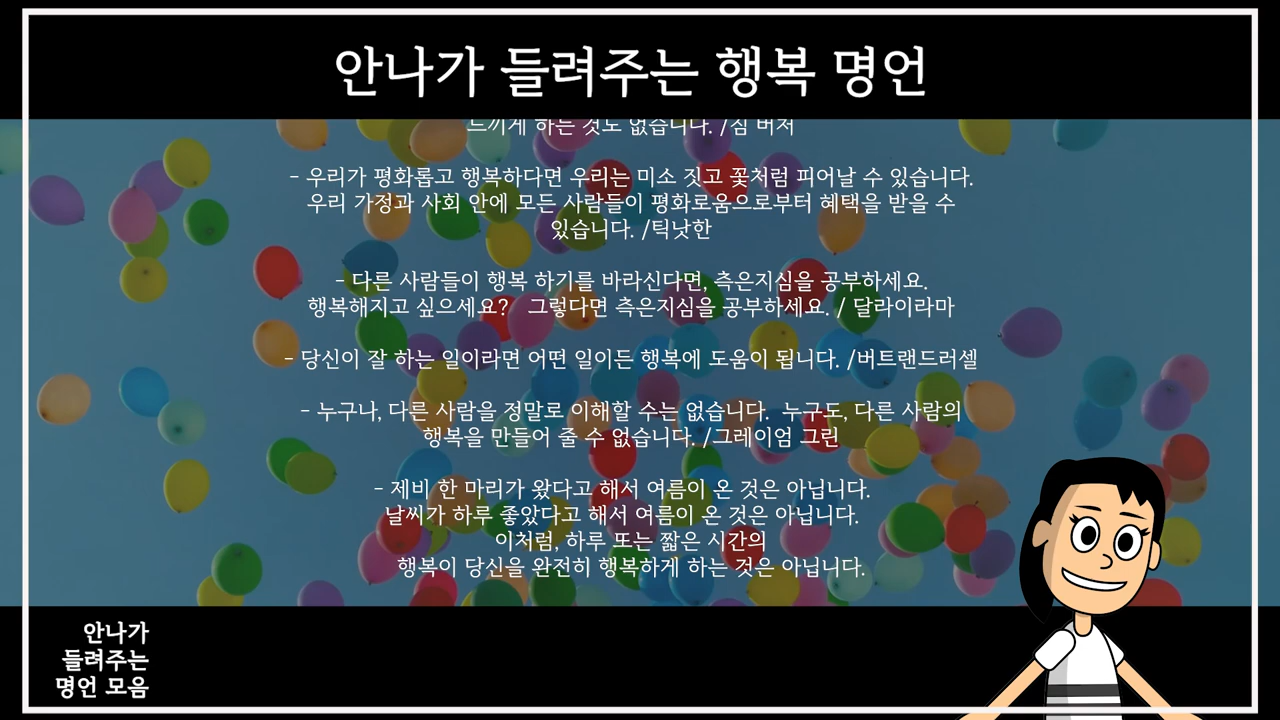 안나가 들려주는 행복 명언
느끼게 하는 것도 없습니다. /짐 버처
- 우리가 평화롭고 행복하다면 우리는 미소 짓고 꽃처럼 피어날 수 있습니다.
우리 가정과 사회 안에 모든 사람들이 평화로움으로부터 혜택을 받을 수
있습니다. /틱낫한
- 다른 사람들이 행복 하기를 바라신다면, 측은지심을 공부하세요.
행복해지고 싶으세요?   그렇다면 측은지심을 공부하세요. / 달라이라마
- 당신이 잘 하는 일이라면 어떤 일이든 행복에 도움이 됩니다. /버트랜드러셀
- 누구나, 다른 사람을 정말로 이해할 수는 없습니다.  누구도, 다른 사람의
행복을 만들어 줄 수 없습니다. /그레이엄 그린
- 제비 한 마리가 왔다고 해서 여름이 온 것은 아닙니다.
날씨가 하루 좋았다고 해서 여름이 온 것은 아닙니다.
이처럼, 하루 또는 짧은 시간의
행복이 당신을 완전히 행복하게 하는 것은 아닙니다.
안나가
들려주는
명언 모음